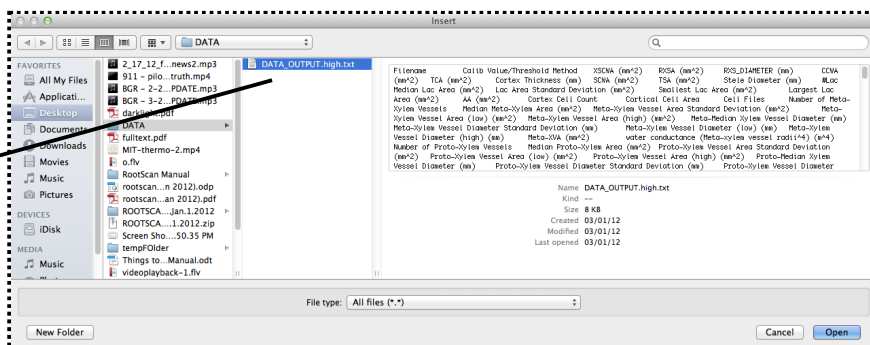 Insert
DATA
FAVORITES
All My Files
Applicati...
Desktop
Documents
Downloads
Movies
Music
Pictures
DEVICES
iDisk
MEDIA
Music
2_17_12_f...news2.mp3
911 - pilo...truth.mp4
BGR - 2-2...PDATE.mp3
BGR - 3-2...PDATE.mp3
darklight.pdf
DATA
fulltext.pdf
MIT-thermo-2.mp4
o.flv
RootScan Manual
rootscan...n 2012).odp
rootscan...an 2012).pdf
ROOTSCA....Jan.1.2012
ROOTSCA....1.2012.zip
Screen Sho....50.35 PM
tempFOlder
Things to...Manual.odt
videoplayback-1.flv
DATA_OUTPUT.high.txt
Filename Calib Value/Threshold Method XSCNA (mm^2) RXSA (mm^2) RXS_DIAMETER (mm) CCWA
(mm^2) TCA (mm^2) Cortex Thickness (mm) SCNA (mm^2) TSA (mm^2) Stele Diameter (mm) #Lac
Median Lac Area (mm^2) Lac Area Standard Deviation (mm^2) Smallest Lac Area (mm^2) Largest Lac
Area (mm^2) AA (mm^2) Cortex Cell Count Cortical Cell Area Cell Files Number of Meta-
Xylem Vessels Median Meta-Xylem Area (mm^2) Meta-Xylem Vessel Area Standard Deviation (mm^2) Meta-
Xylem Vessel Area (low) (mm^2) Meta-Xylem Vessel Area (high) (mm^2) Meta-Median Xylem Vessel Diameter (mm)
Meta-Xylem Vessel Diameter Standard Deviation (mm) Meta-Xylem Vessel Diameter (low) (mm) Meta-Xylem
Vessel Diameter (high) (mm) Meta-XVA (mm^2) water conductance (Meta-xylem vessel radii^4) (m^4)
Number of Proto-Xylem Vessels Median Proto-Xylem Area (mm^2) Proto-Xylem Vessel Area Standard Deviation
(mm^2) Proto-Xylem Vessel Area (low) (mm^2) Proto-Xylem Vessel Area (high) (mm^2) Proto-Median Xylem
Vessel Diameter (mm) Proto-Xylem Vessel Diameter Standard Deviation (mm) Proto-Xylem Vessel Diameter
Name DATA_OUTPUT.high.txt
Kind --
Size 8 KB
Created 03/01/12
Modified 03/01/12
Last opened 03/01/12
File type: All files (*.*)
New Folder
Cancel
Open